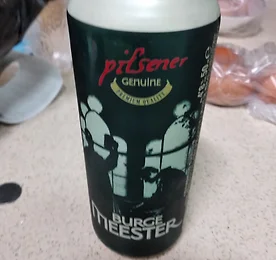 pilsener
GENUINE
PREMIUM QUALITY
BURGE
MEESTER